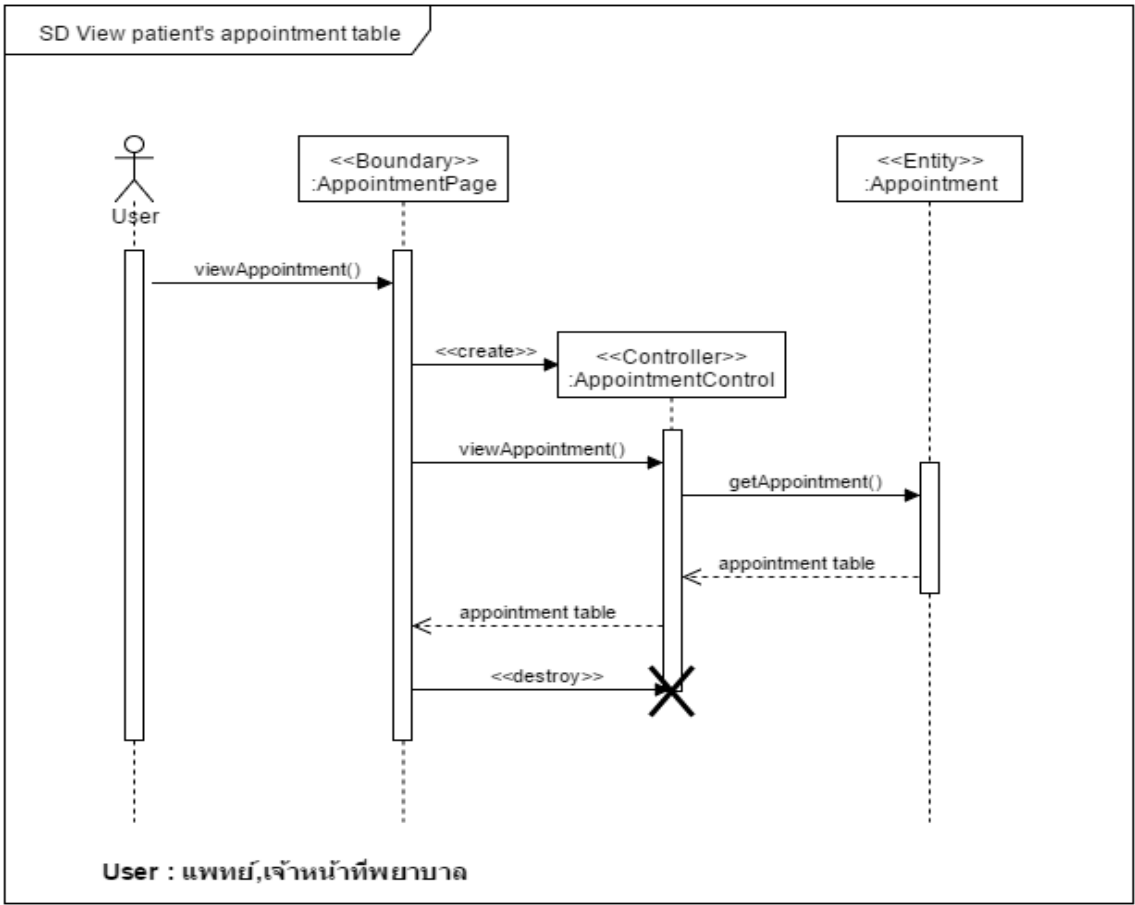 SD View patient's appointment table
User
<<Boundary>>
:AppointmentPage
<<Entity>>
:Appointment
viewAppointment()
<<create>>
<<Controller>>
:AppointmentControl
viewAppointment()
getAppointment()
appointment table
appointment table
<<destroy>>
User : แพทย์,เจ้าหน้าที่พยาบาล